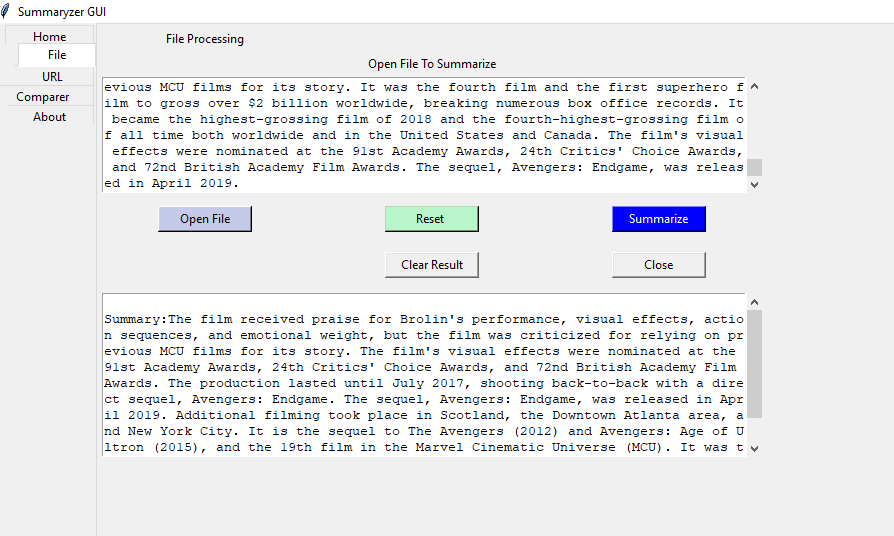 Summaryzer GUI
Home
File
URL
Comparer
About
File Processing
Open File To Summarize
evious MCU films for its story. It was the fourth film and the first superhero f
ilm to gross over $2 billion worldwide, breaking numerous box office records. It
 became the highest-grossing film of 2018 and the fourth-highest-grossing film o
f all time both worldwide and in the United States and Canada. The film's visual
 effects were nominated at the 91st Academy Awards, 24th Critics' Choice Awards,
 and 72nd British Academy Film Awards. The sequel, Avengers: Endgame, was releas
ed in April 2019.
Open File
Reset
Summarize
Clear Result
Close
Summary:The film received praise for Brolin's performance, visual effects, actio
n sequences, and emotional weight, but the film was criticized for relying on pr
evious MCU films for its story. The film's visual effects were nominated at the
91st Academy Awards, 24th Critics' Choice Awards, and 72nd British Academy Film
Awards. The production lasted until July 2017, shooting back-to-back with a dire
ct sequel, Avengers: Endgame. The sequel, Avengers: Endgame, was released in Apr
il 2019. Additional filming took place in Scotland, the Downtown Atlanta area, a
nd New York City. It is the sequel to The Avengers (2012) and Avengers: Age of U
ltron (2015), and the 19th film in the Marvel Cinematic Universe (MCU). It was t